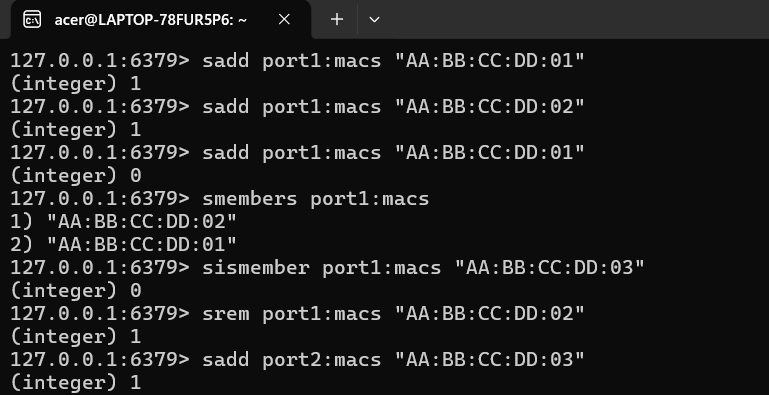 acer@LAPTOP-78FUR5P6: ~
127.0.0.1:6379> sadd port1:macs "AA:BB:CC:DD:01"
(integer) 1
127.0.0.1:6379> sadd port1:macs "AA:BB:CC:DD:02"
(integer) 1
127.0.0.1:6379> sadd port1:macs "AA:BB:CC:DD:01"
(integer) 0
127.0.0.1:6379> smembers port1:macs
1) "AA:BB:CC:DD:02"
2) "AA:BB:CC:DD:01"
127.0.0.1:6379> sismember port1:macs "AA:BB:CC:DD:03"
(integer) 0
127.0.0.1:6379> srem port1:macs "AA:BB:CC:DD:02"
(integer) 1
127.0.0.1:6379> sadd port2:macs "AA:BB:CC:DD:03"
(integer) 1